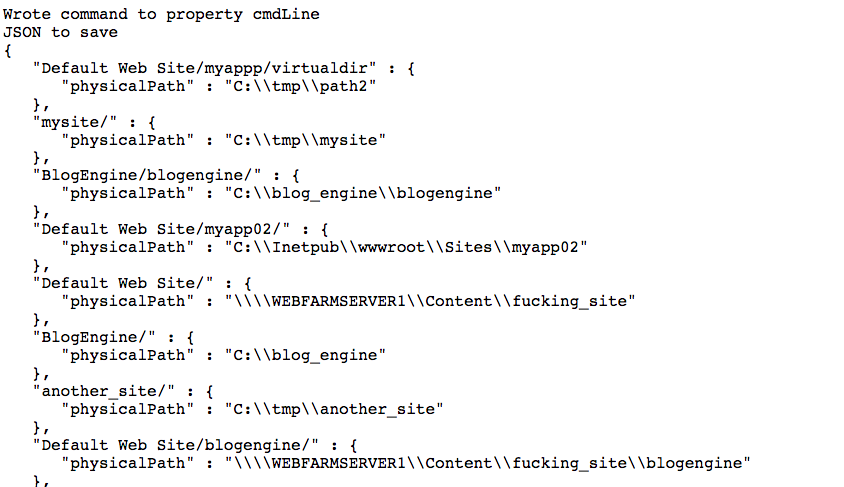 Wrote command to property cmdLine
JSON to save
{
   "Default Web Site/myappp/virtualdir" : {
      "physicalPath" : "C:\\tmp\\path2"
   },
   "mysite/" : {
      "physicalPath" : "C:\\tmp\\mysite"
   },
   "BlogEngine/blogengine/" : {
      "physicalPath" : "C:\\blog_engine\\blogengine"
   },
   "Default Web Site/myapp02/" : {
      "physicalPath" : "C:\\Inetpub\\wwwroot\\Sites\\myapp02"
   },
   "Default Web Site/" : {
      "physicalPath" : "\\\\WEBFARMSERVER1\\Content\\fucking_site"
   },
   "BlogEngine/" : {
      "physicalPath" : "C:\\blog_engine"
   },
   "another_site/" : {
      "physicalPath" : "C:\\tmp\\another_site"
   },
   "Default Web Site/blogengine/" : {
      "physicalPath" : "\\\\WEBFARMSERVER1\\Content\\fucking_site\\blogengine"
   },